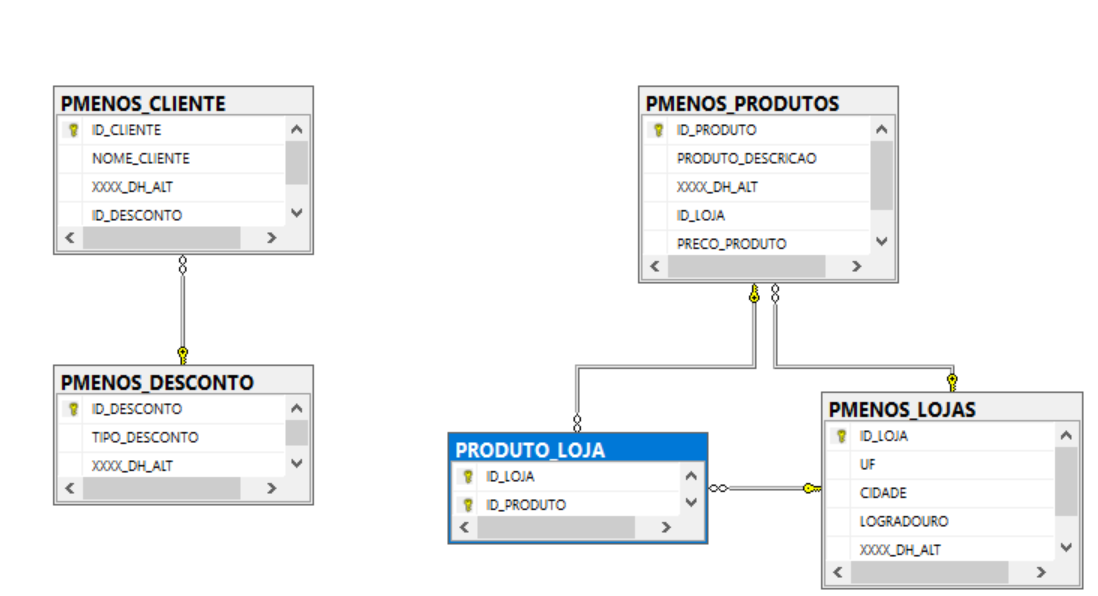 PMENOS_CLIENTE
ID_CLIENTE
NOME_CLIENTE
XXXX_DH_ALT
ID_DESCONTO
PMENOS_PRODUTOS
ID_PRODUTO
PRODUTO_DESCRICAO
XXXX_DH_ALT
ID_LOJA
PRECO_PRODUTO
PMENOS_DESCONTO
ID_DESCONTO
TIPO_DESCONTO
XXXX_DH_ALT
PRODUTO_LOJA
ID_LOJA
ID_PRODUTO
PMENOS_LOJAS
ID_LOJA
UF
CIDADE
LOGRADOURO
XXXX_DH_ALT